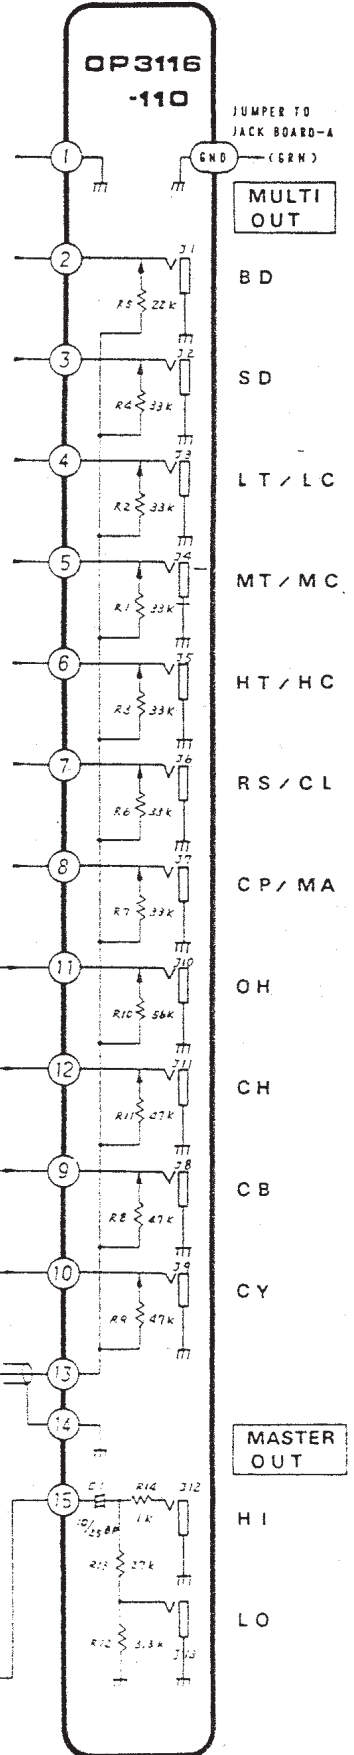 OP3116
-110
JUMPER TO
JACK BOARD-A
1 GND (GRN)
MULTI
OUT
2 J1 BD
R5 22K
3 J2 SD
R4 33K
4 J3 LT/LC
R2 33K
5 J4 MT/MC
R1 33K
6 J5 HT/HC
R3 33K
7 J6 RS/CL
R6 33K
8 J7 CP/MA
R7 33K
11 J10 OH
R10 56K
12 J11 CH
R11 47K
9 J8 CB
R8 47K
10 J9 CY
R9 47K
13
14
MASTER
OUT
15 C1 R14 J12
10/25 BP 1K HI
R13 27K
LO
R12 3.3K J13